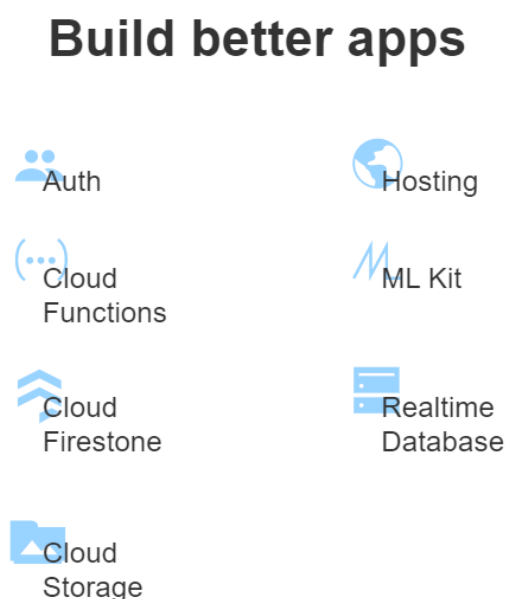 Build better apps
Auth
Hosting
Cloud
Functions
ML Kit
Cloud
Firestone
Realtime
Database
Cloud
Storage